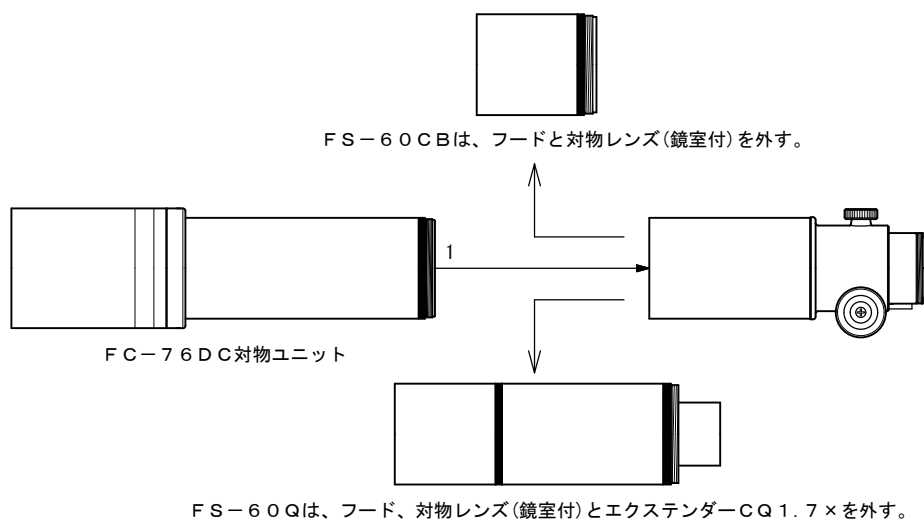 FS－60CBは、フードと対物レンズ(鏡室付)を外す。
1
FC－76DC対物ユニット
FS－60Qは、フード、対物レンズ(鏡室付)とエクステンダーCQ1.7×を外す。